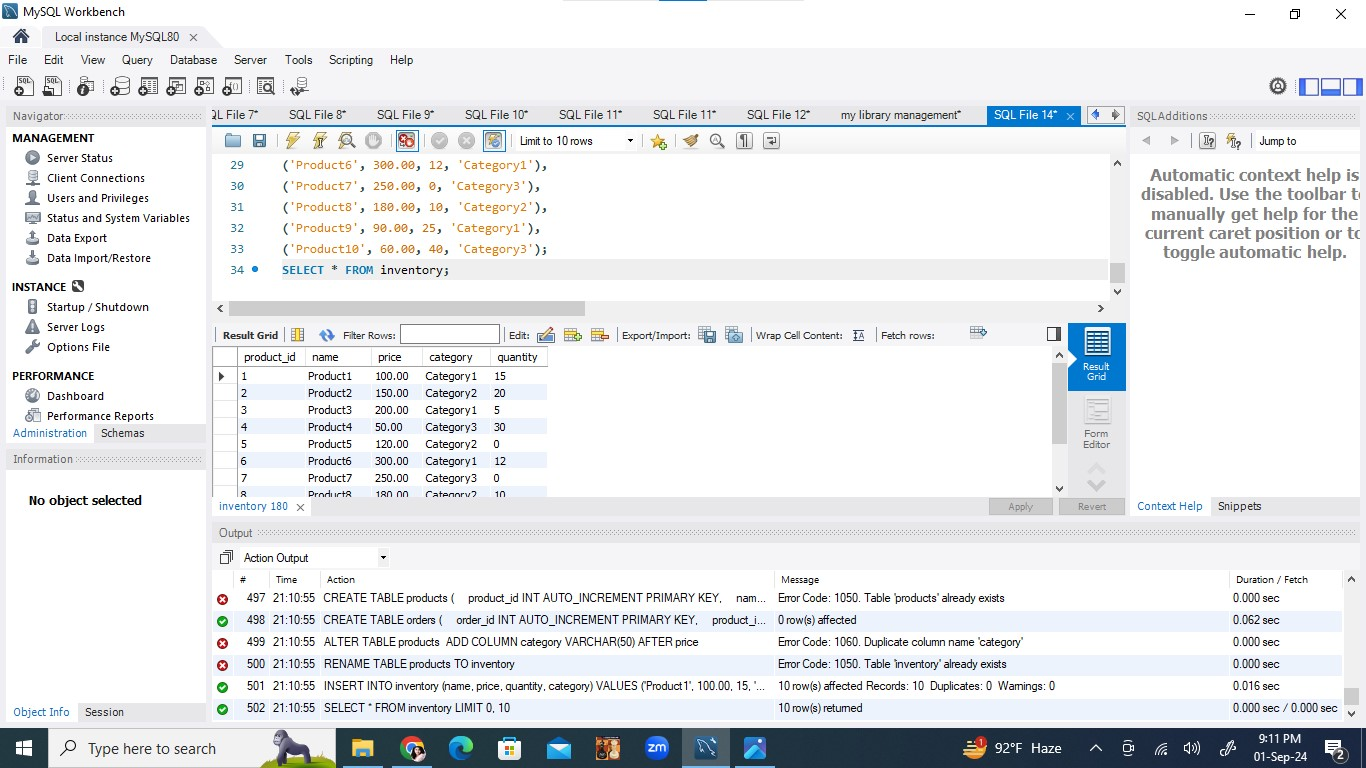 MySQL Workbench
Local instance MySQL80
File Edit View Query Database Server Tools Scripting Help
Navigator
MANAGEMENT
Server Status
Client Connections
Users and Privileges
Status and System Variables
Data Export
Data Import/Restore
INSTANCE
Startup / Shutdown
Server Logs
Options File
PERFORMANCE
Dashboard
Performance Reports
Administration Schemas
Information
No object selected
Object Info Session
QL File 7* SQL File 8* SQL File 9* SQL File 10* SQL File 11* SQL File 11* SQL File 12* my library management* SQL File 14*
Limit to 10 rows
29 ('Product6', 300.00, 12, 'Category1'),
30 ('Product7', 250.00, 0, 'Category3'),
31 ('Product8', 180.00, 10, 'Category2'),
32 ('Product9', 90.00, 25, 'Category1'),
33 ('Product10', 60.00, 40, 'Category3');
34 SELECT * FROM inventory;
Result Grid Filter Rows: Edit: Export/Import: Wrap Cell Content: Fetch rows:
product_id name price category quantity
1 Product1 100.00 Category1 15
2 Product2 150.00 Category2 20
3 Product3 200.00 Category1 5
4 Product4 50.00 Category3 30
5 Product5 120.00 Category2 0
6 Product6 300.00 Category1 12
7 Product7 250.00 Category3 0
8 Product8 180.00 Category2 10
Result
Grid
Form
Editor
inventory 180 Apply Revert
SQLAdditions
Jump to
Automatic context help is
disabled. Use the toolbar to
manually get help for the
current caret position or to
toggle automatic help.
Context Help Snippets
Output
Action Output
# Time Action Message Duration / Fetch
497 21:10:55 CREATE TABLE products ( product_id INT AUTO_INCREMENT PRIMARY KEY, nam... Error Code: 1050. Table 'products' already exists 0.000 sec
498 21:10:55 CREATE TABLE orders ( order_id INT AUTO_INCREMENT PRIMARY KEY, product_i... 0 row(s) affected 0.062 sec
499 21:10:55 ALTER TABLE products ADD COLUMN category VARCHAR(50) AFTER price Error Code: 1060. Duplicate column name 'category' 0.000 sec
500 21:10:55 RENAME TABLE products TO inventory Error Code: 1050. Table 'inventory' already exists 0.000 sec
501 21:10:55 INSERT INTO inventory (name, price, quantity, category) VALUES ('Product1', 100.00, 15, '... 10 row(s) affected Records: 10 Duplicates: 0 Warnings: 0 0.016 sec
502 21:10:55 SELECT * FROM inventory LIMIT 0, 10 10 row(s) returned 0.000 sec / 0.000 sec
Type here to search
zm
92°F Haze
9:11 PM
01-Sep-24
2